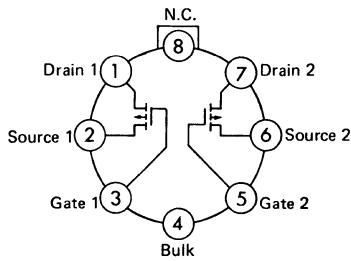 N.C.
8
Drain 1 1 7 Drain 2
Source 1 2 6 Source 2
Gate 1 3 5 Gate 2
4
Bulk